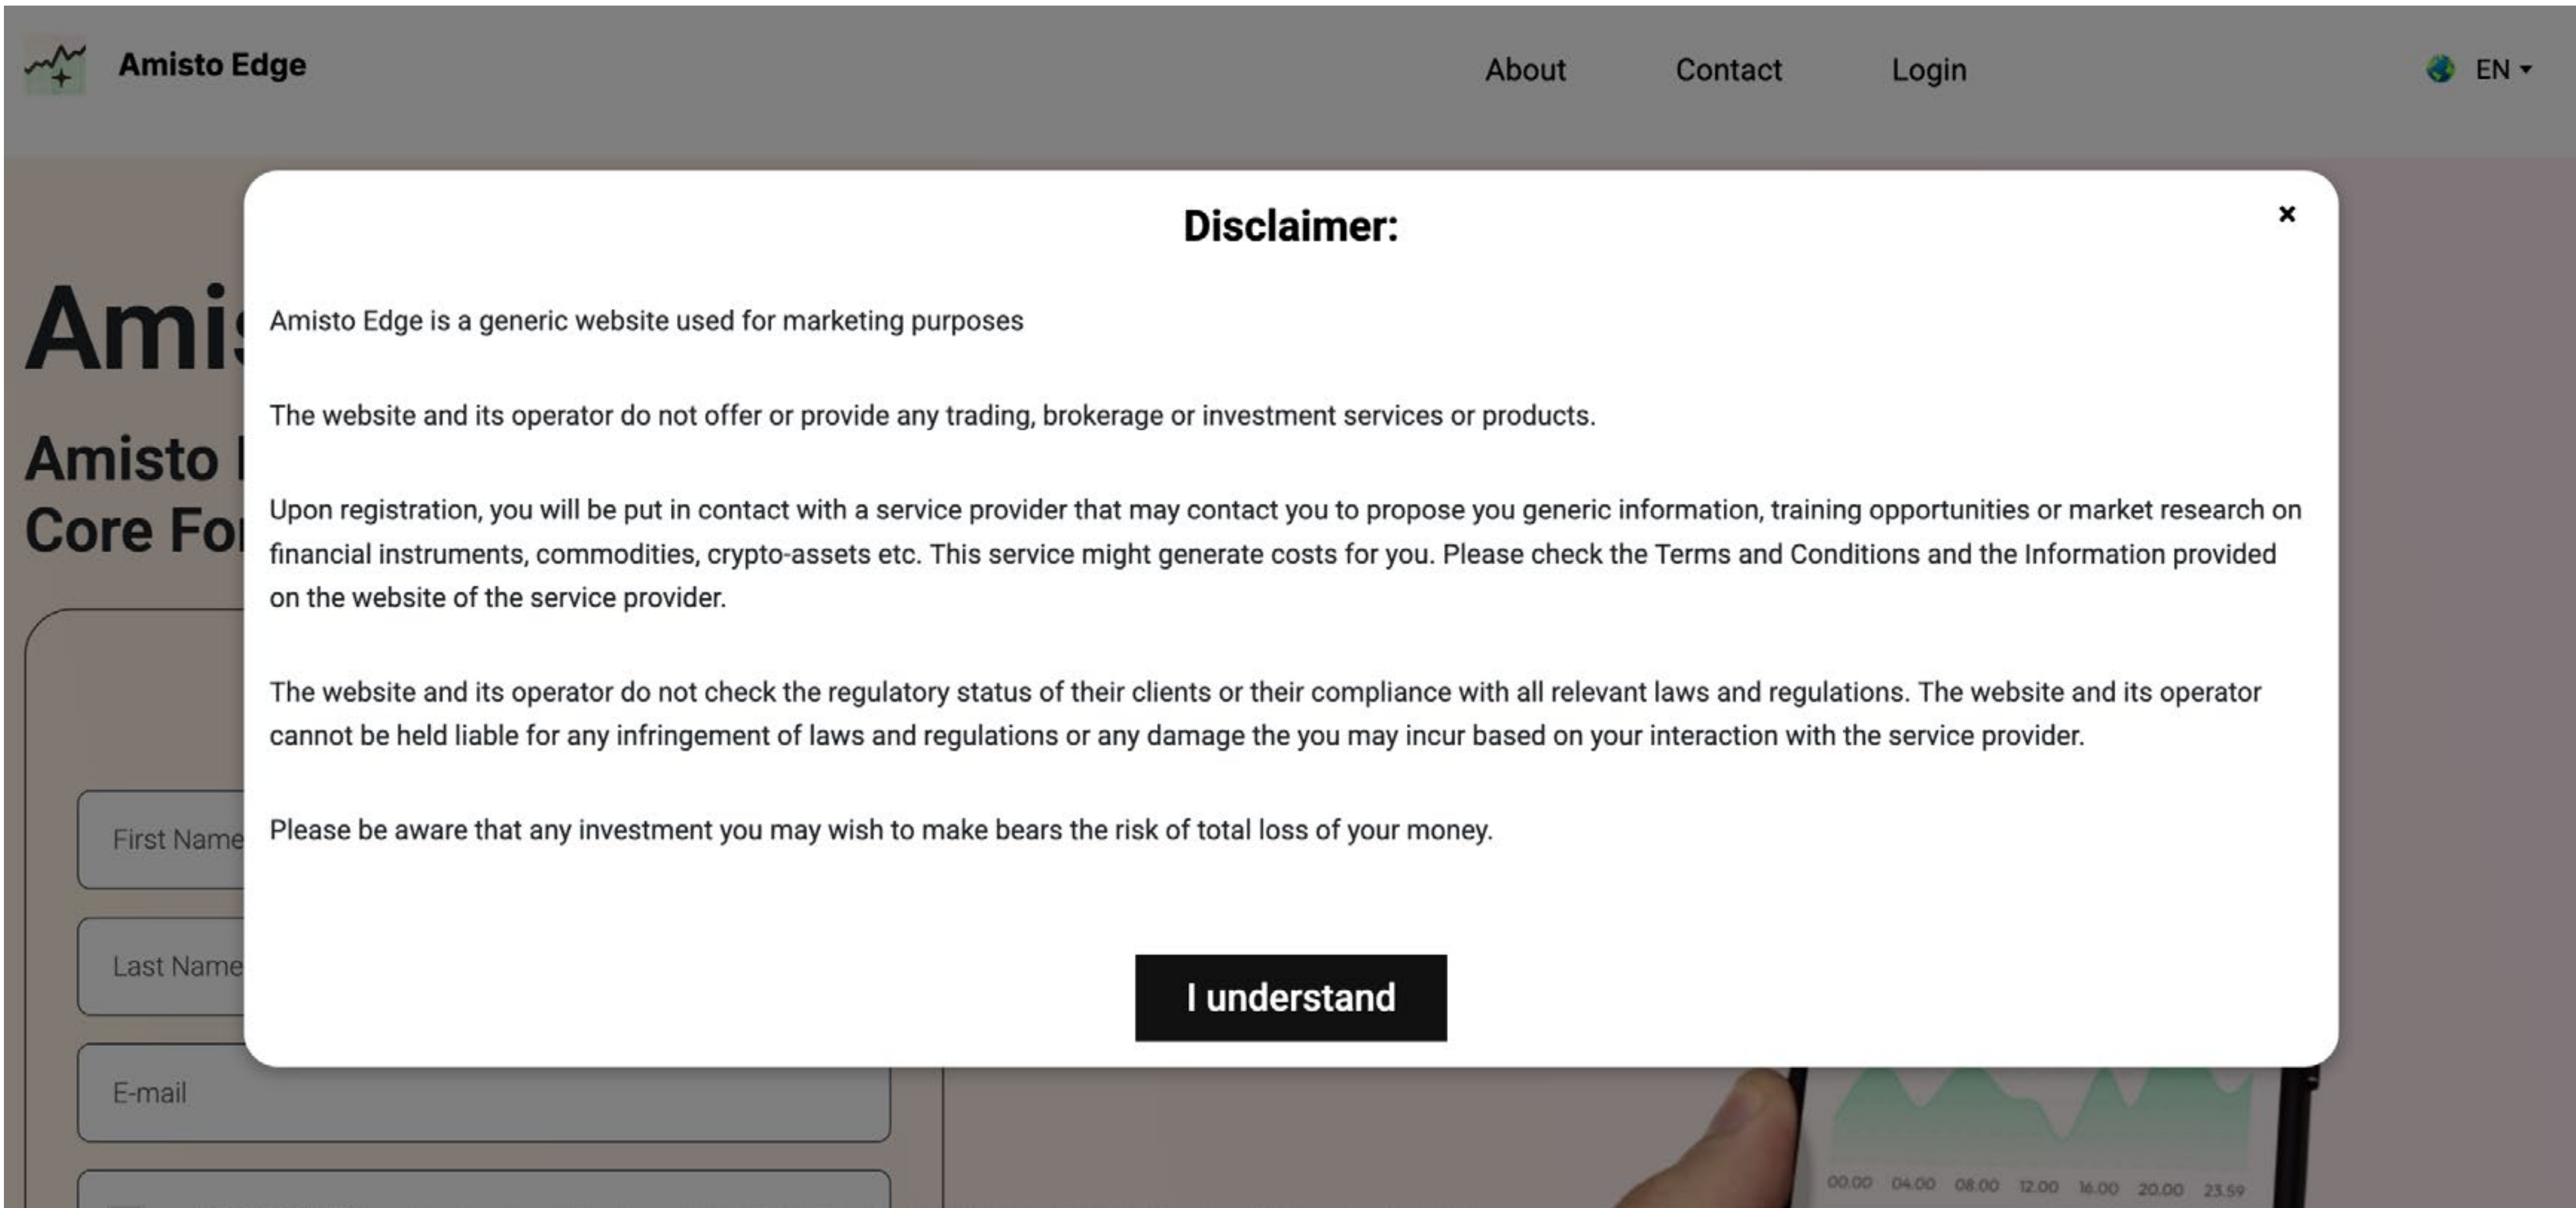 Amisto Edge
About
Contact
Login
EN
Disclaimer:
Amisto Edge is a generic website used for marketing purposes
The website and its operator do not offer or provide any trading, brokerage or investment services or products.
Upon registration, you will be put in contact with a service provider that may contact you to propose you generic information, training opportunities or market research on
financial instruments, commodities, crypto-assets etc. This service might generate costs for you. Please check the Terms and Conditions and the Information provided
on the website of the service provider.
The website and its operator do not check the regulatory status of their clients or their compliance with all relevant laws and regulations. The website and its operator
cannot be held liable for any infringement of laws and regulations or any damage the you may incur based on your interaction with the service provider.
Please be aware that any investment you may wish to make bears the risk of total loss of your money.
I understand
Amisto
Core
First Name
Last Name
E-mail
00.00 04.00 08.00 12.00 16.00 20.00 23.59